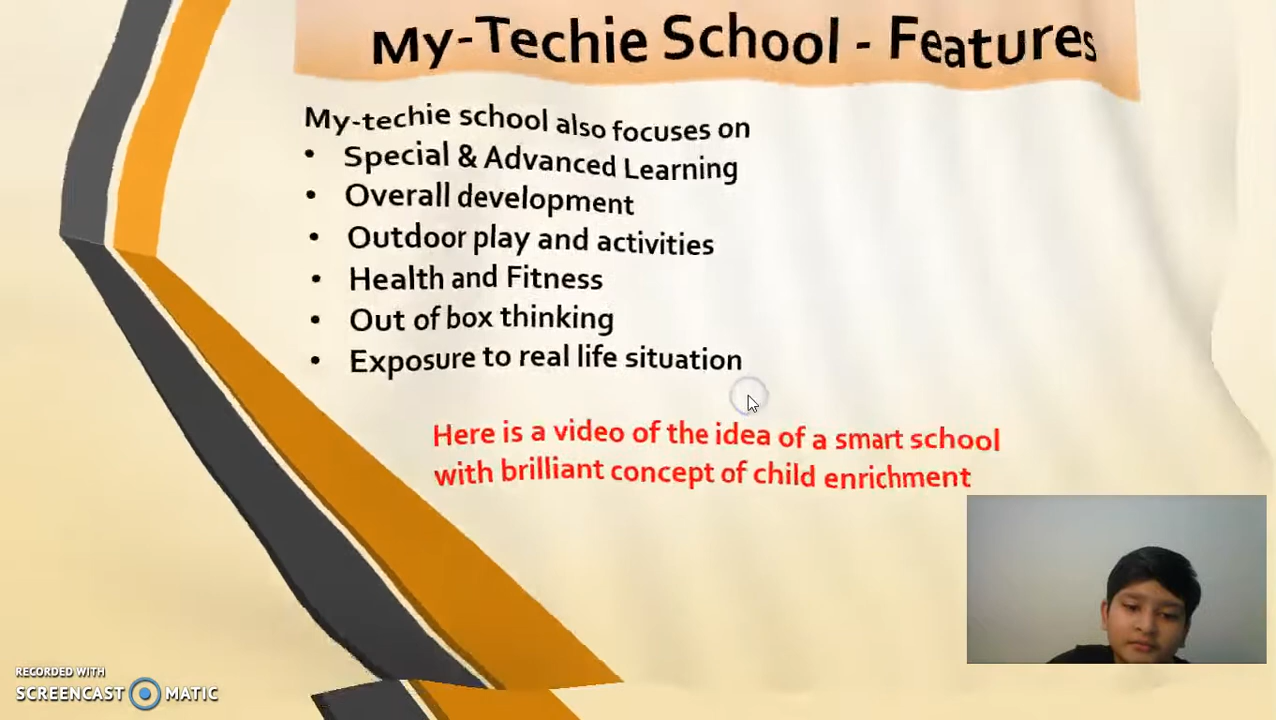 My-Techie School - Features
My-techie school also focuses on
• Special & Advanced Learning
• Overall development
• Outdoor play and activities
• Health and Fitness
• Out of box thinking
• Exposure to real life situation
Here is a video of the idea of a smart school
with brilliant concept of child enrichment
RECORDED WITH
SCREENCAST MATIC